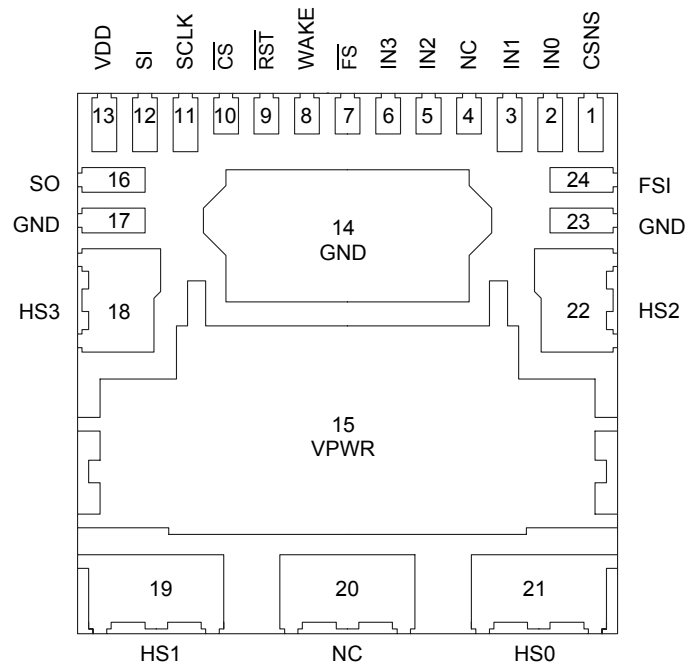 VDD
SI
SCLK
CS
RST
WAKE
FS
IN3
IN2
NC
IN1
IN0
CSNS
13
12
11
10
9
8
7
6
5
4
3
2
1
SO
16
24
FSI
GND
17
14
GND
23
GND
HS3
18
22
HS2
15
VPWR
19
20
21
HS1
NC
HS0